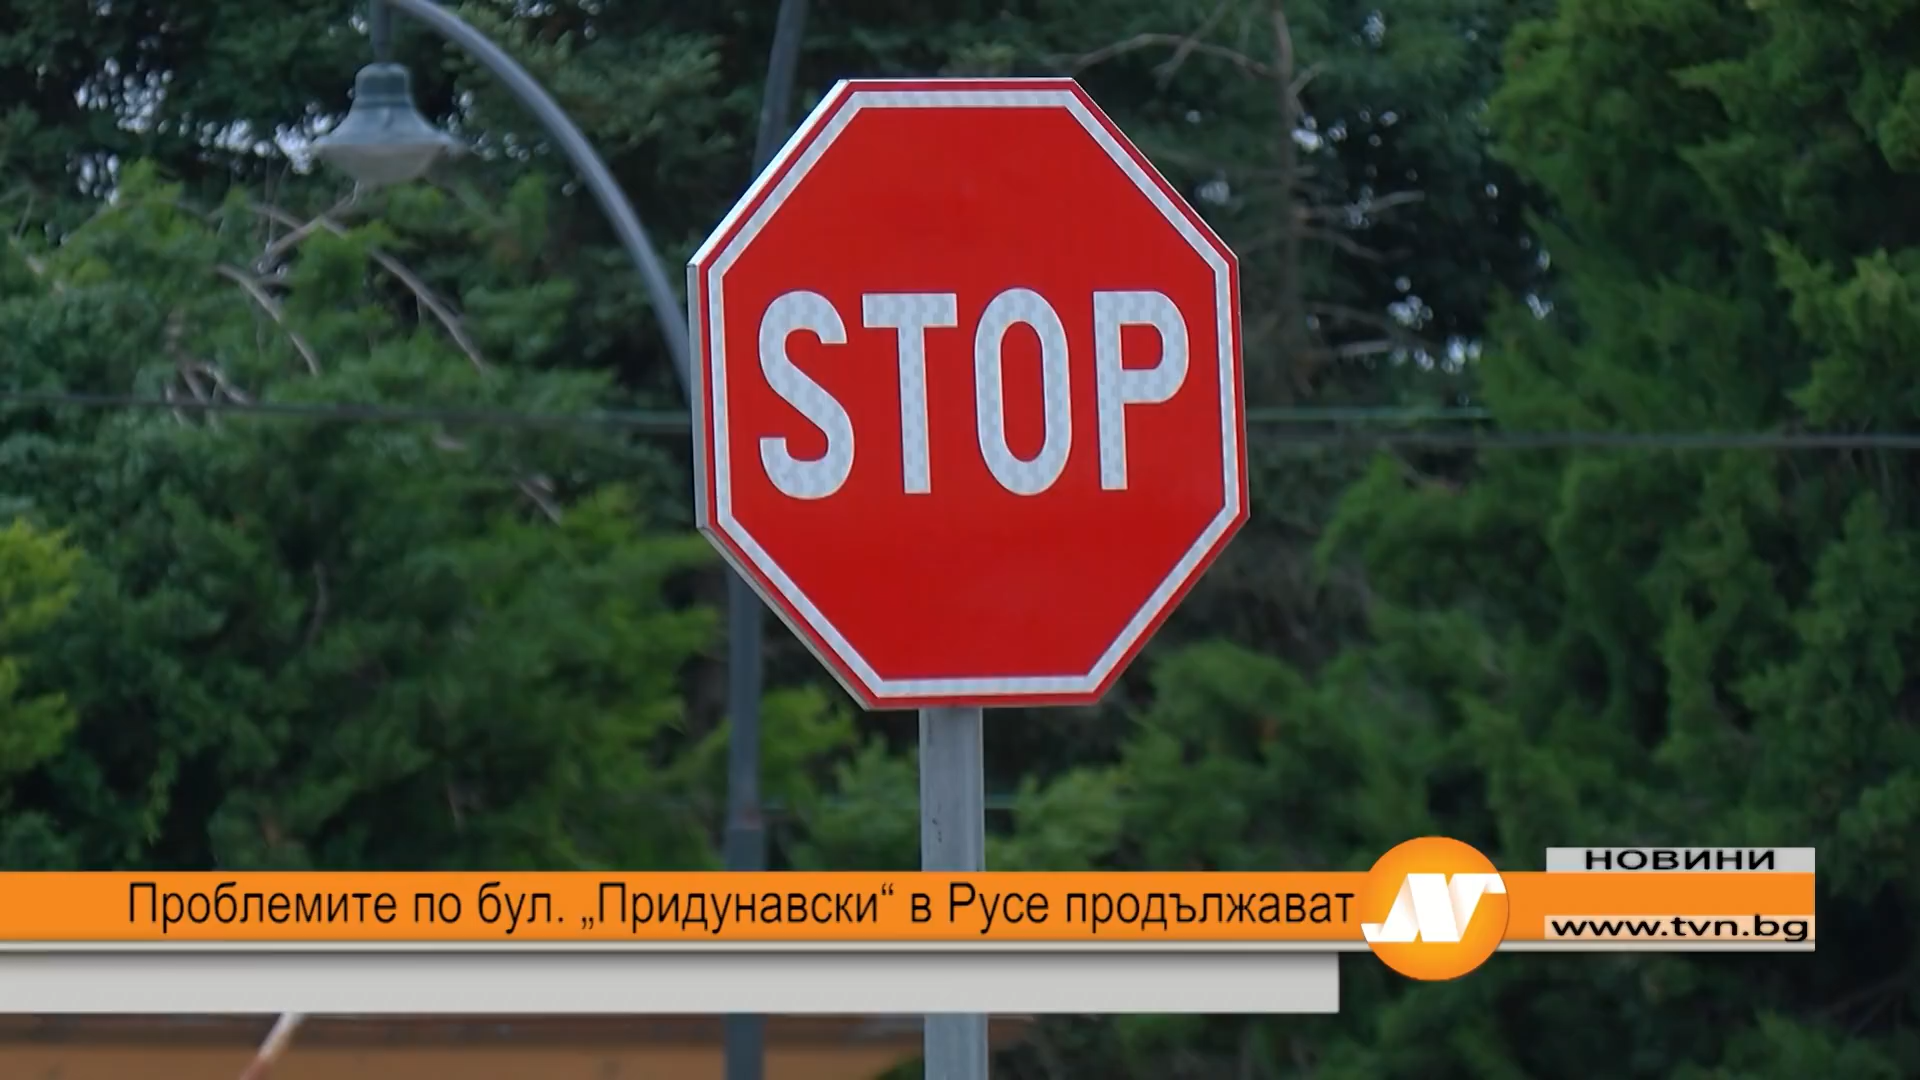 STOP
Проблемите по бул. „Придунавски“ в Русе продължават
НОВИНИ
www.tvn.bg